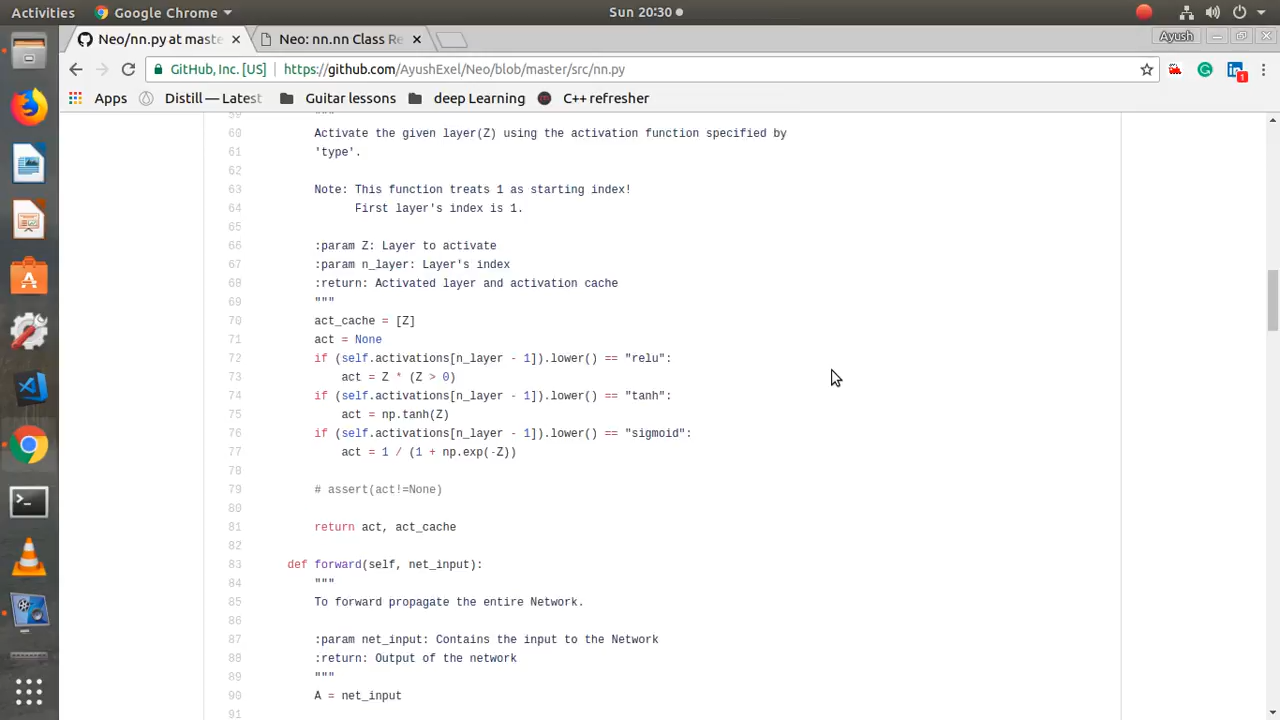 Activities Google Chrome Sun 20:30
Neo/nn.py at maste × Neo: nn.nn Class Re × Ayush
GitHub, Inc. [US] https://github.com/AyushExel/Neo/blob/master/src/nn.py 1
Apps Distill — Latest Guitar lessons deep Learning C++ refresher
59 """
60 Activate the given layer(Z) using the activation function specified by
61 'type'.
62
63 Note: This function treats 1 as starting index!
64 First layer's index is 1.
65
66 :param Z: Layer to activate
67 :param n_layer: Layer's index
68 :return: Activated layer and activation cache
69 """
70 act_cache = [Z]
71 act = None
72 if (self.activations[n_layer - 1]).lower() == "relu":
73 act = Z * (Z > 0)
74 if (self.activations[n_layer - 1]).lower() == "tanh":
75 act = np.tanh(Z)
76 if (self.activations[n_layer - 1]).lower() == "sigmoid":
77 act = 1 / (1 + np.exp(-Z))
78
79 # assert(act!=None)
80
81 return act, act_cache
82
83 def forward(self, net_input):
84 """
85 To forward propagate the entire Network.
86
87 :param net_input: Contains the input to the Network
88 :return: Output of the network
89 """
90 A = net_input
91